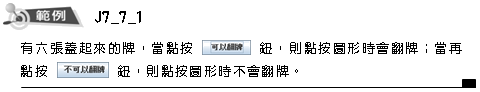 範例 J7_7_1
有六張蓋起來的牌，當點按 可以翻牌 鈕，則點按圖形時會翻牌；當再
點按 不可以翻牌 鈕，則點按圖形時不會翻牌。